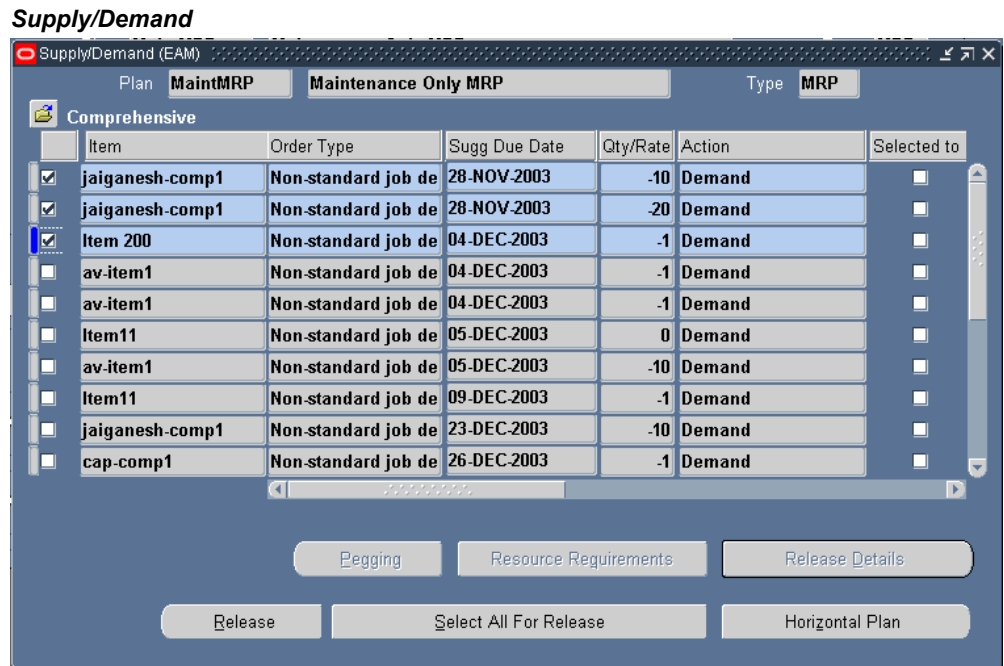 Supply/Demand
Supply/Demand (EAM)
Plan MaintMRP Maintenance Only MRP Type MRP
Comprehensive
Item Order Type Sugg Due Date Qty/Rate Action Selected to
jaiganesh-comp1 Non-standard job de 28-NOV-2003 -10 Demand
jaiganesh-comp1 Non-standard job de 28-NOV-2003 -20 Demand
Item 200 Non-standard job de 04-DEC-2003 -1 Demand
av-item1 Non-standard job de 04-DEC-2003 -1 Demand
av-item1 Non-standard job de 04-DEC-2003 -1 Demand
Item11 Non-standard job de 05-DEC-2003 0 Demand
av-item1 Non-standard job de 05-DEC-2003 -10 Demand
Item11 Non-standard job de 09-DEC-2003 -1 Demand
jaiganesh-comp1 Non-standard job de 23-DEC-2003 -10 Demand
cap-comp1 Non-standard job de 26-DEC-2003 -1 Demand
Pegging Resource Requirements Release Details
Release Select All For Release Horizontal Plan